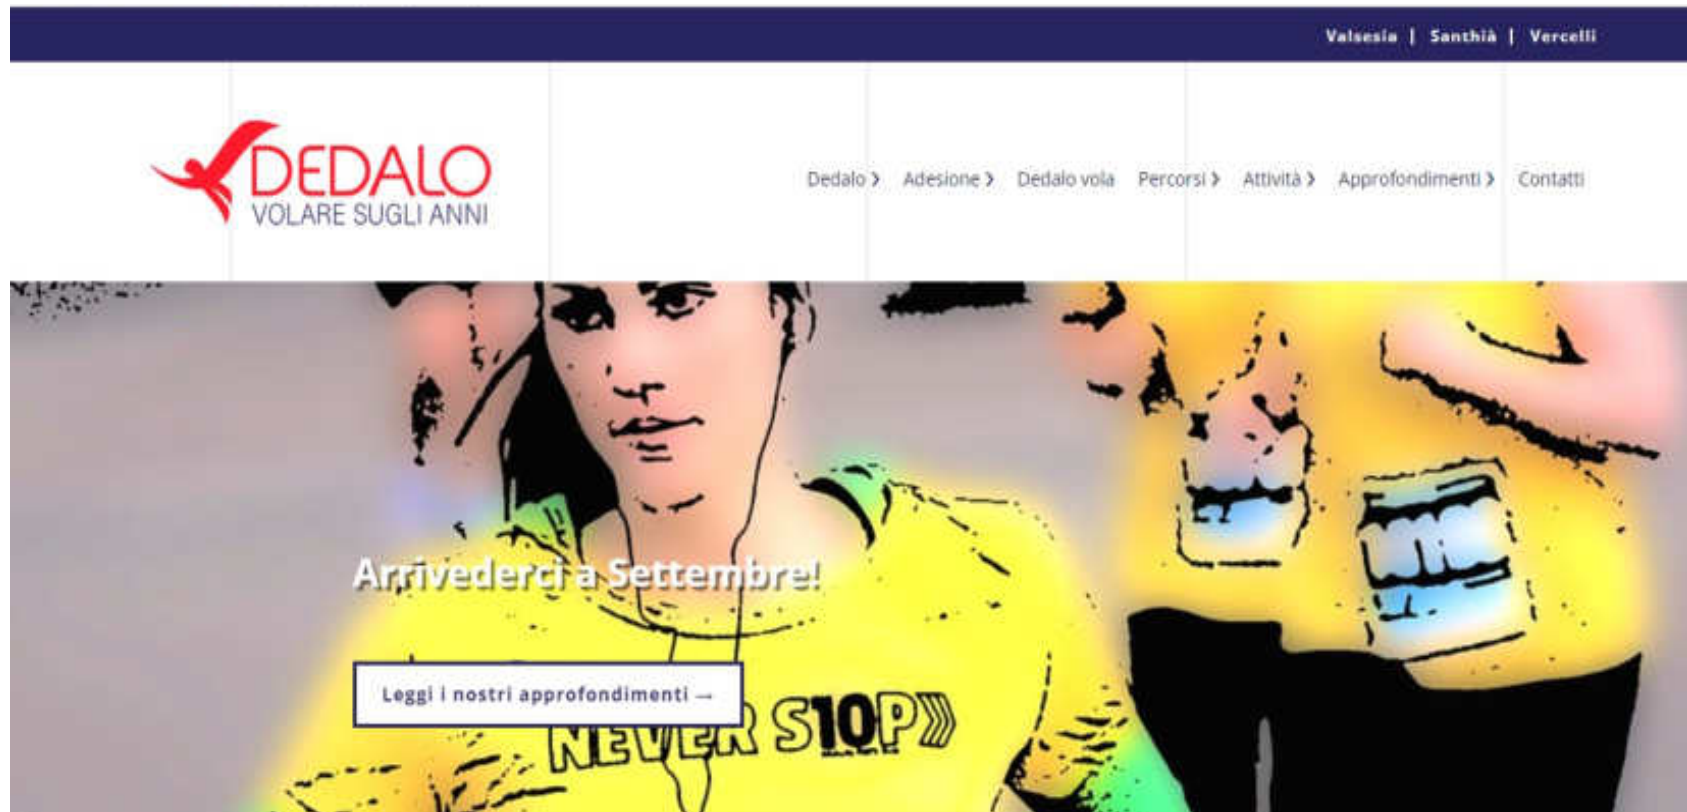 Valsesia | Santhià | Vercelli
DEDALO
VOLARE SUGLI ANNI
Dedalo > Adesione > Dedalo vola Percorsi > Attività > Approfondimenti > Contatti
Arrivederci a Settembre!
Leggi i nostri approfondimenti →
NEVER S10P»